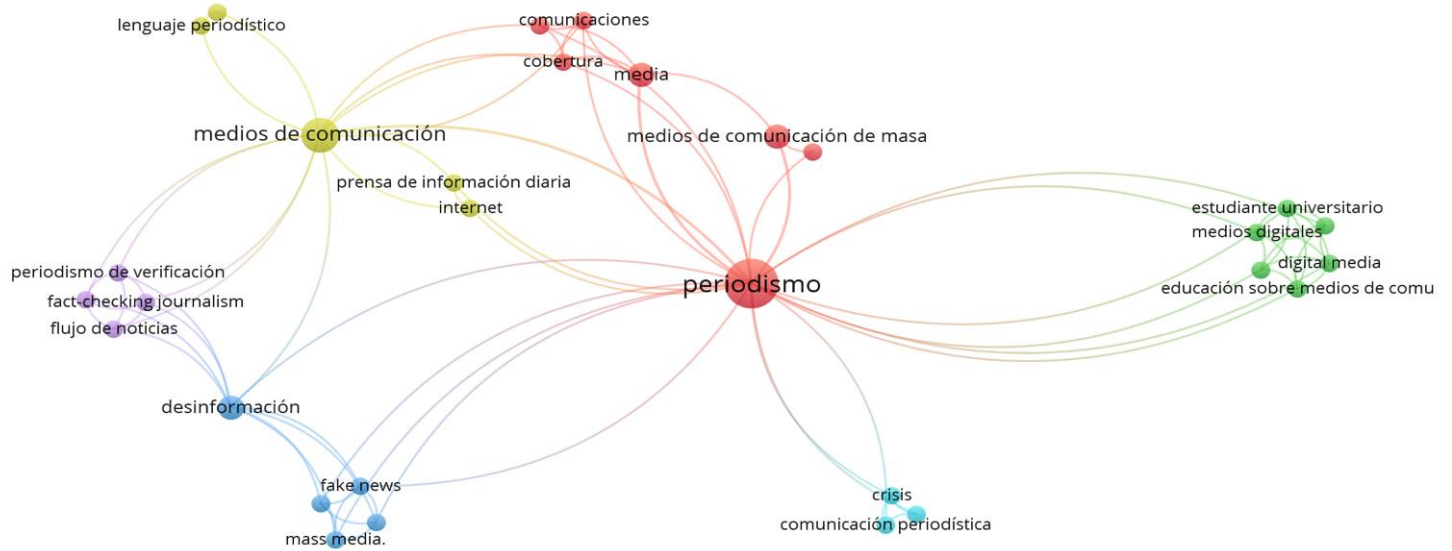 comunicaciones
lenguaje periodístico
cobertura
media
medios de comunicación
medios de comunicación de masa
prensa de información diaria
internet
estudiante universitario
medios digitales
digital media
educación sobre medios de comu
periodismo de verificación
fact-checking journalism
flujo de noticias
periodismo
desinformación
fake news
mass media.
crisis
comunicación periodística